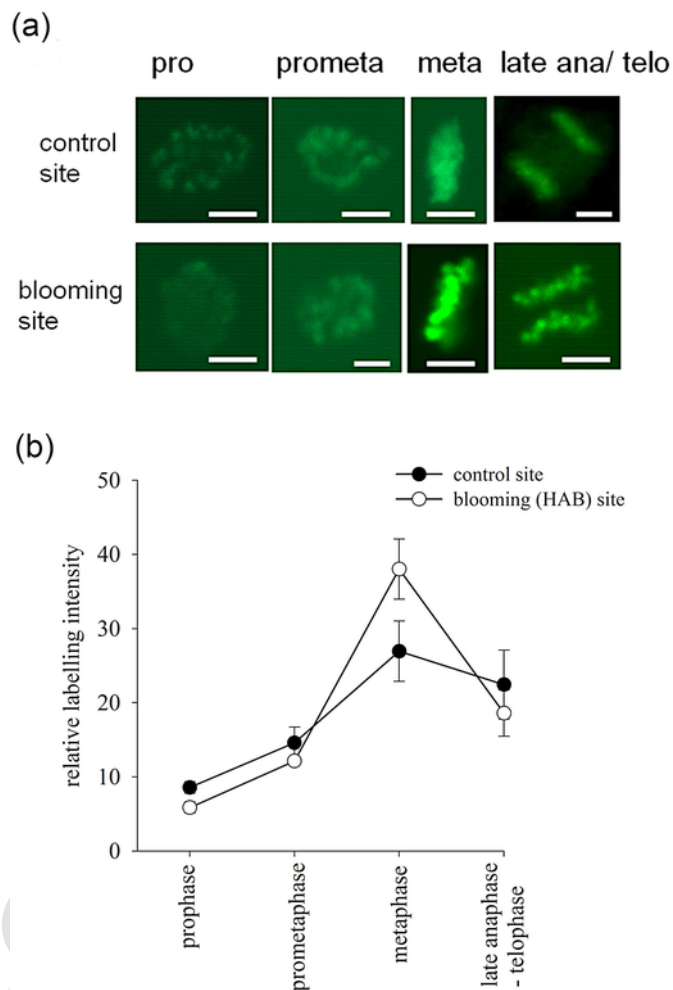 (a)
pro prometa meta late ana/ telo
control
site
blooming
site
(b)
control site
blooming (HAB) site
50
40
30
20
10
0
relative labelling intensity
prophase
prometaphase
metaphase
late anaphase
- telophase